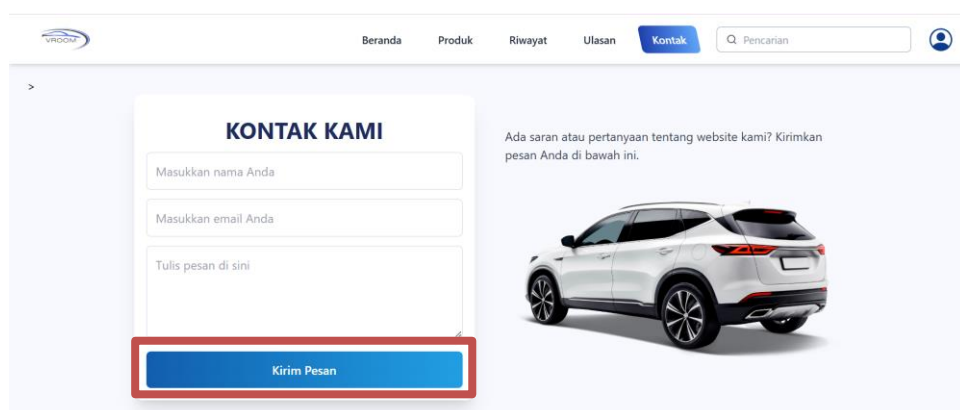 VROOM
Beranda Produk Riwayat Ulasan Kontak Pencarian
>
KONTAK KAMI
Masukkan nama Anda
Masukkan email Anda
Tulis pesan di sini
Kirim Pesan
Ada saran atau pertanyaan tentang website kami? Kirimkan
pesan Anda di bawah ini.